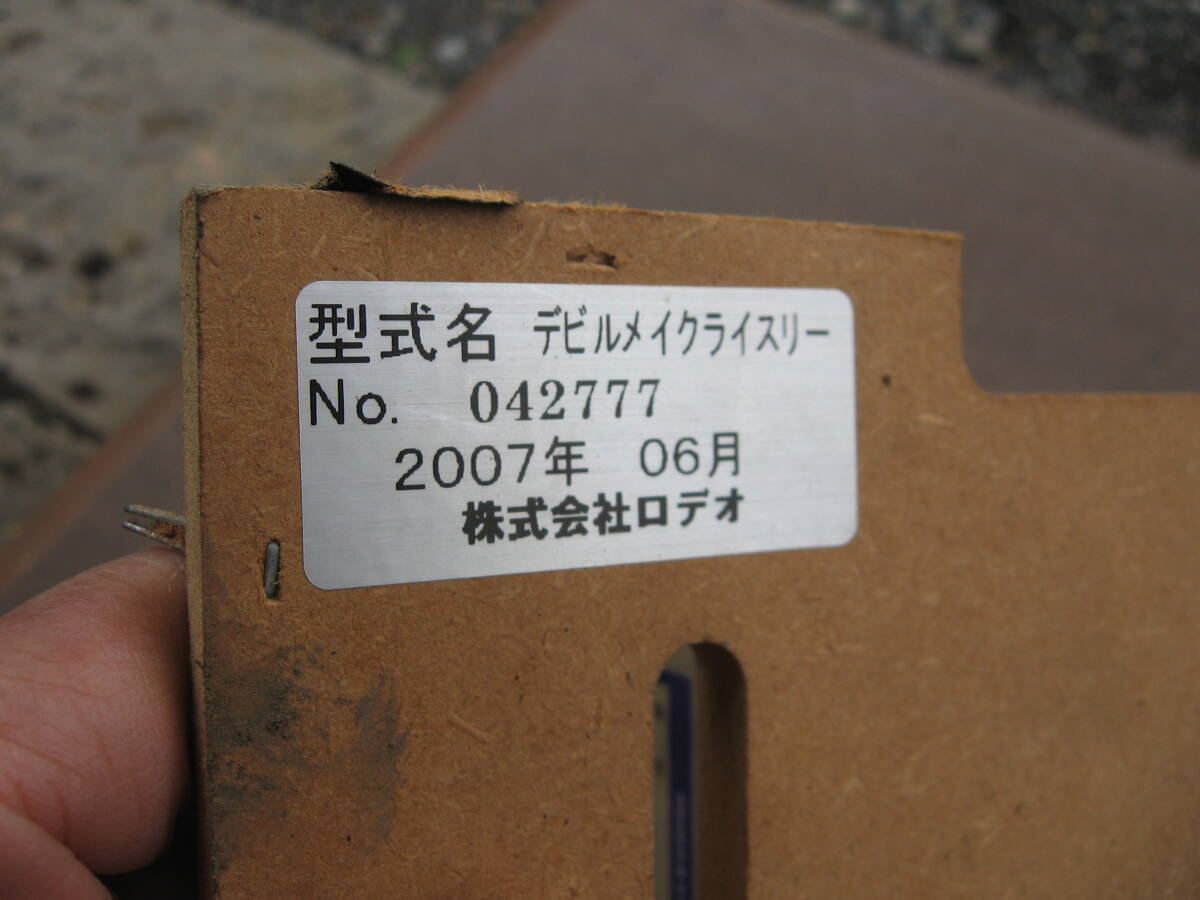 型式名 デビルメイクライスリー
No. 042777
2007年 06月
株式会社ロデオ